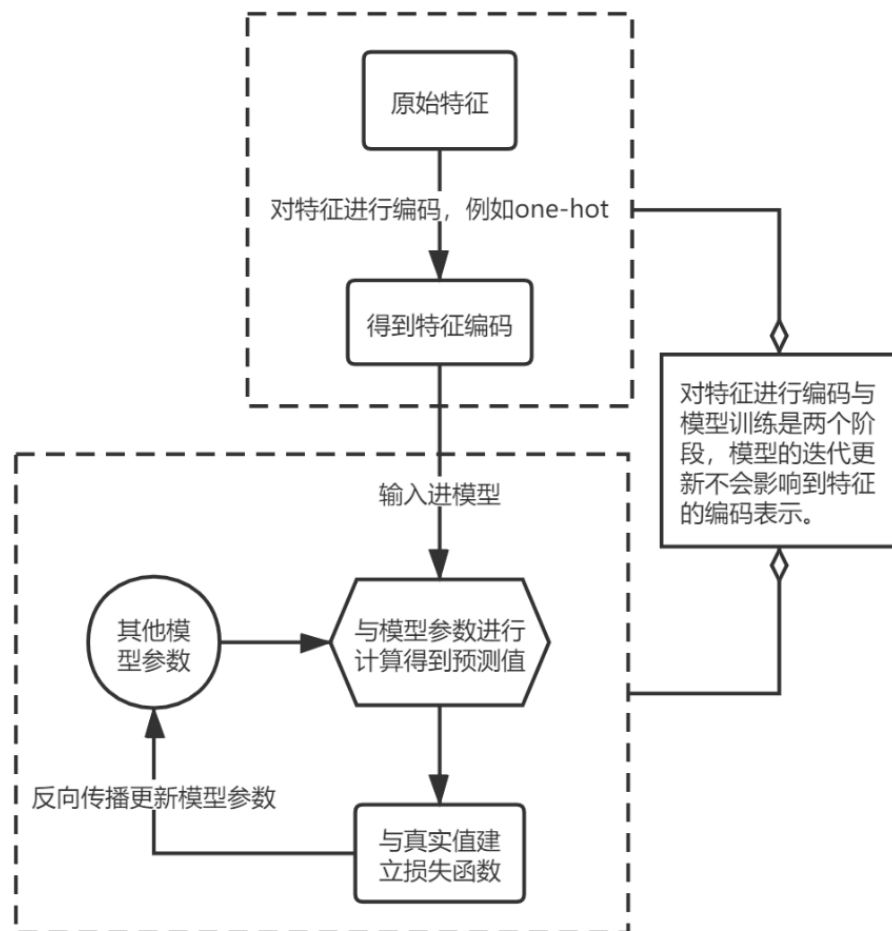 原始特征
对特征进行编码，例如one-hot
得到特征编码
对特征进行编码与
模型训练是两个阶
段，模型的迭代更
新不会影响到特征
的编码表示。
输入进模型
其他模
型参数
与模型参数进行
计算得到预测值
反向传播更新模型参数
与真实值建
立损失函数